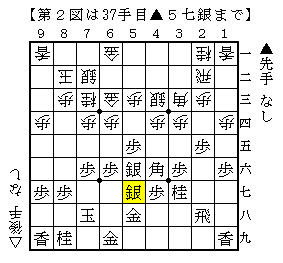 【第２図は37手目▲５七銀まで】
9 8 7 6 5 4 3 2 1
香 金 桂 香 一
玉 銀 飛 二
歩 桂 金 歩 銀 角 歩 三
歩 歩 歩 歩 歩 歩 四
歩 歩 五
歩 歩 銀 角 歩 歩 六
歩 歩 銀 歩 桂 七
玉 金 飛 八
香 桂 金 香 九
▲先手 なし
△後手 なし